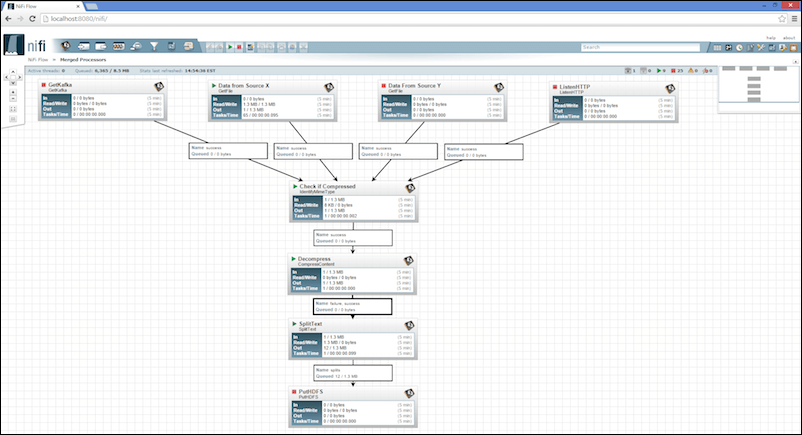 NiFi Flow
localhost:8080/nifi/
nifi
Search
help about
NiFi Flow » Merged Processors
Active threads: 0 Queued: 6,365 / 8.5 MB Stats last refreshed: 14:54:36 EST
1 0 9 25 0
GetKafka
GetKafka
In 0 / 0 bytes (5 min)
Read/Write 0 bytes / 0 bytes (5 min)
Out 0 / 0 bytes (5 min)
Tasks/Time 0 / 00:00:00.000 (5 min)
Data from Source X
GetFile
In 0 / 0 bytes (5 min)
Read/Write 1.3 MB / 1.3 MB (5 min)
Out 1 / 1.3 MB (5 min)
Tasks/Time (5 min)
Data From Source Y
GetFile
In 0 / 0 bytes (5 min)
Read/Write 0 bytes / 0 bytes (5 min)
Out 0 / 0 bytes (5 min)
Tasks/Time 0 / 00:00:00.000 (5 min)
ListenHTTP
ListenHTTP
In 0 / 0 bytes (5 min)
Read/Write 0 bytes / 0 bytes (5 min)
Out 0 / 0 bytes (5 min)
Tasks/Time 0 / 00:00:00.000 (5 min)
Name success
Queued 0 / 0 bytes
Name success
Queued 0 / 0 bytes
Name success
Queued 0 / 0 bytes
Name success
Queued 0 / 0 bytes
Check if Compressed
IdentifyMimeType
In 1 / 1.3 MB (5 min)
Read/Write 8 KB / 0 bytes (5 min)
Out 1 / 1.3 MB (5 min)
Tasks/Time 1 / 00:00:00.002 (5 min)
Name success
Queued 0 / 0 bytes
Decompress
CompressContent
In 1 / 1.3 MB (5 min)
Read/Write 0 bytes / 0 bytes (5 min)
Out 1 / 1.3 MB (5 min)
Tasks/Time 1 / 00:00:00.000 (5 min)
Name failure, success
Queued 0 / 0 bytes
SplitText
SplitText
In 1 / 1.3 MB (5 min)
Read/Write 1.3 MB / 0 bytes (5 min)
Out 12 / 1.3 MB (5 min)
Tasks/Time (5 min)
Name splits
Queued 12 / 1.3 MB
PutHDFS
PutHDFS
In 0 / 0 bytes (5 min)
Read/Write 0 bytes / 0 bytes (5 min)
Out 0 / 0 bytes (5 min)
Tasks/Time 0 / 00:00:00.000 (5 min)